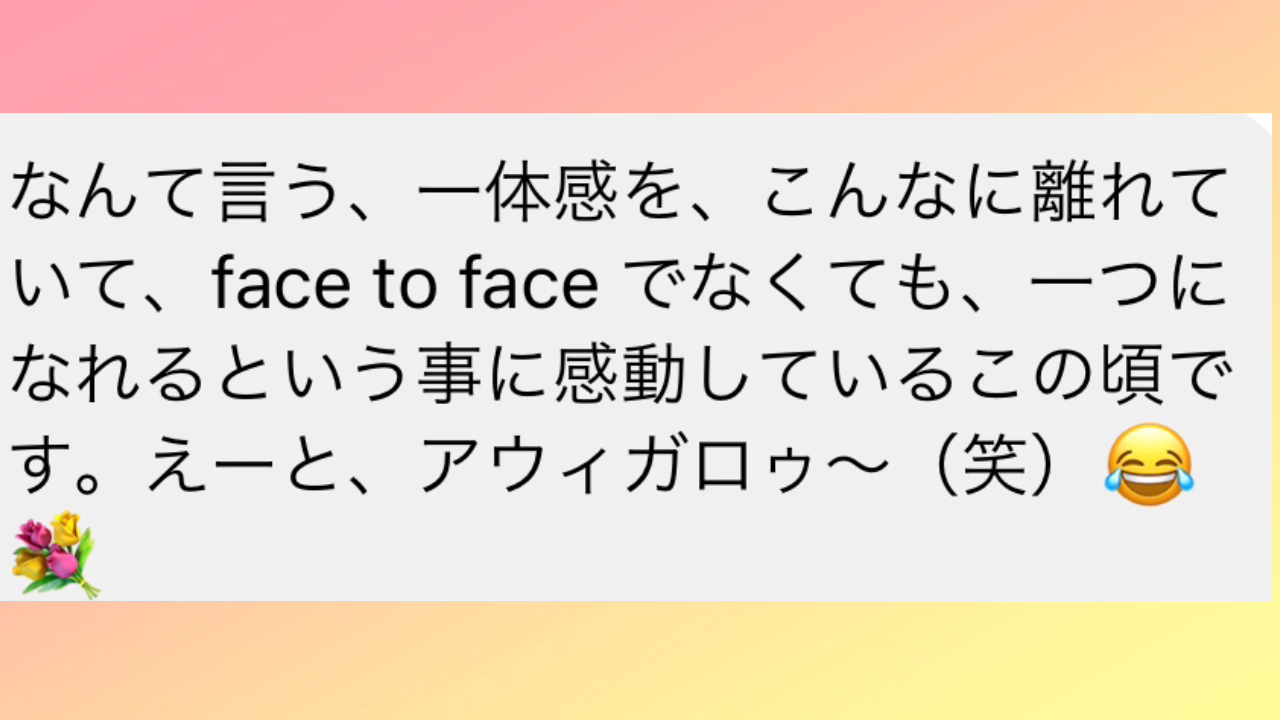 なんて言う、一体感を、こんなに離れて
いて、face to face でなくても、一つに
なれるという事に感動しているこの頃で
す。えーと、アウィガロゥ〜（笑）😂
💐